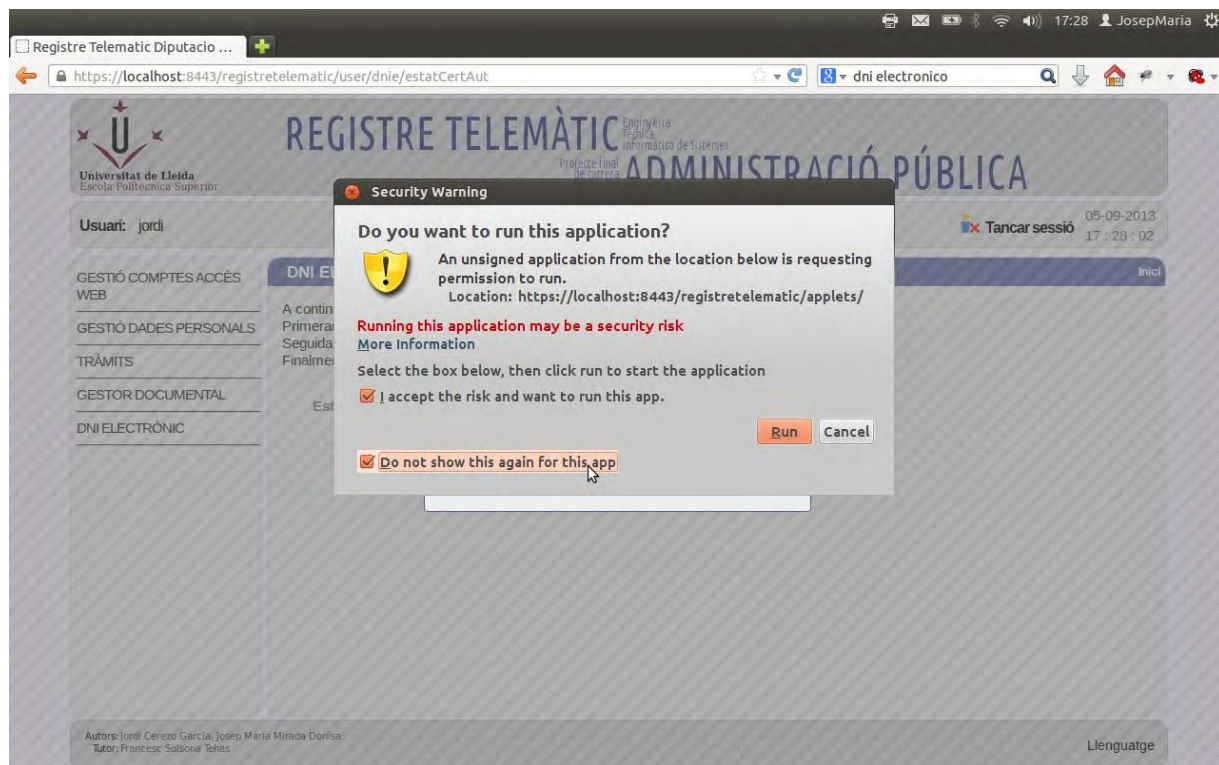 17:28 JosepMaria
Registre Telematic Diputacio ...
https://localhost:8443/registretelematic/user/dnie/estatCertAut
8 dni electronico
Ú
Universitat de Lleida
Escola Politècnica Superior
REGISTRE TELEMÀTIC
Enginyeria
Tècnica
Informàtica de Sistemes
Projecte final
de carrera
ADMINISTRACIÓ PÚBLICA
Usuari: jordi
Tancar sessió
05-09-2013
17 : 28 : 02
GESTIÓ COMPTES ACCÈS
WEB
GESTIÓ DADES PERSONALS
TRÀMITS
GESTOR DOCUMENTAL
DNI ELECTRÒNIC
DNI EL
Inici
A contin
Primera
Seguida
Finalme
Est
Security Warning
Do you want to run this application?
An unsigned application from the location below is requesting
permission to run.
Location: https://localhost:8443/registretelematic/applets/
Running this application may be a security risk
More Information
Select the box below, then click run to start the application
I accept the risk and want to run this app.
Run Cancel
Do not show this again for this app
Autors: Jordi Cerezo Garcia, Josep Maria Mirada Donisa
Tutor: Francesc Solsona Tehas
Llenguatge